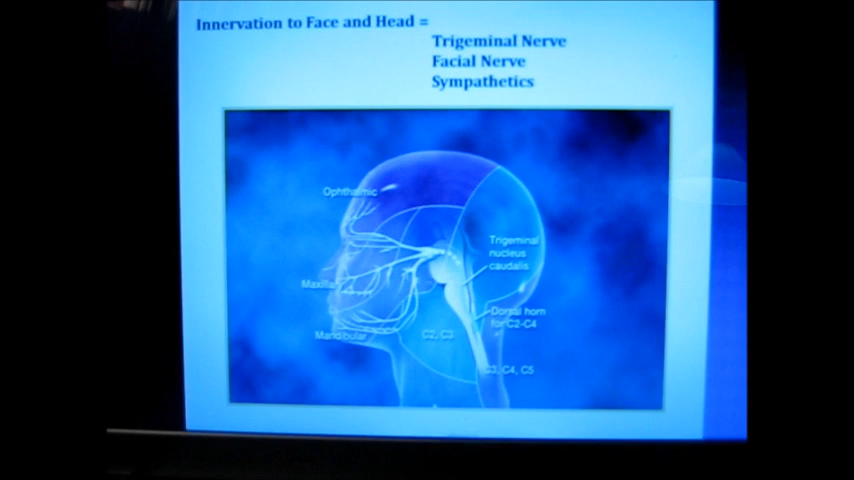 Innervation to Face and Head =
Trigeminal Nerve
Facial Nerve
Sympathetics
Ophthalmic
Trigeminal
nucleus
caudalis
Maxillary
Dorsal horn
for C2-C4
Mandibular
C2, C3
C3, C4, C5